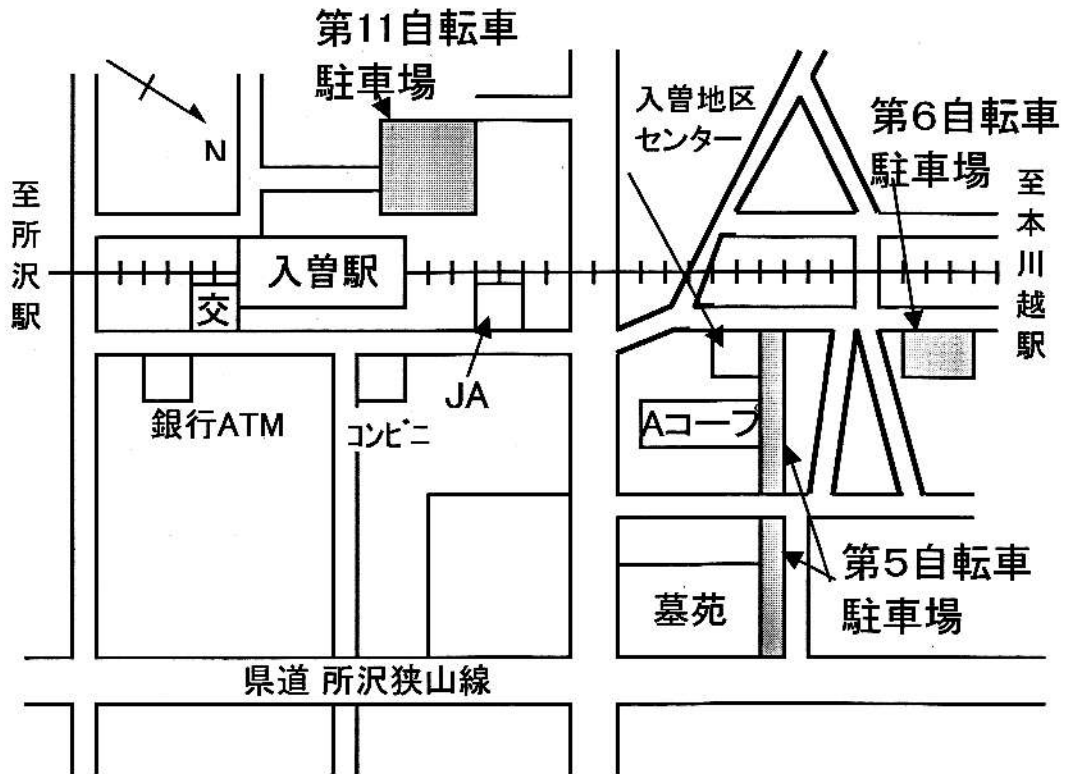 第11自転車
駐車場
N
入曽地区
センター
第6自転車
駐車場
至所沢駅
至本川越駅
入曽駅
交
JA
銀行ATM
コンビニ
Aコープ
第5自転車
駐車場
墓苑
県道 所沢狭山線